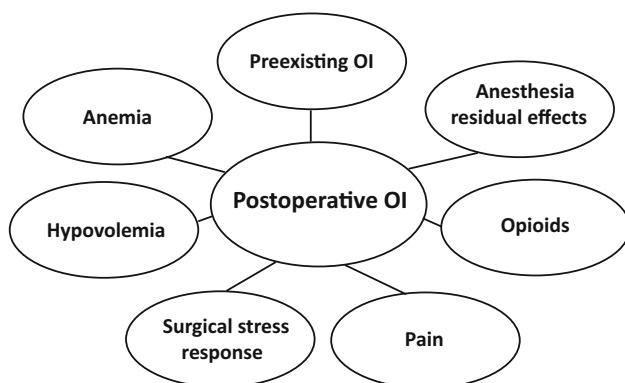 Preexisting OI
Anesthesia
residual effects
Anemia
Postoperative OI
Hypovolemia
Opioids
Surgical stress
response
Pain